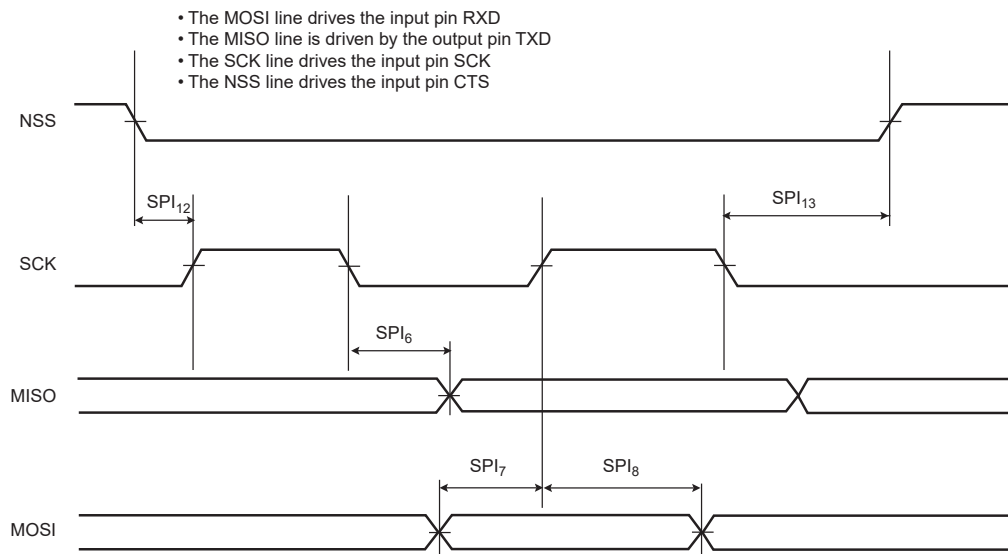 • The MOSI line drives the input pin RXD
• The MISO line is driven by the output pin TXD
• The SCK line drives the input pin SCK
• The NSS line drives the input pin CTS
NSS
SPI₁₂
SPI₁₃
SCK
SPI₆
MISO
SPI₇
SPI₈
MOSI